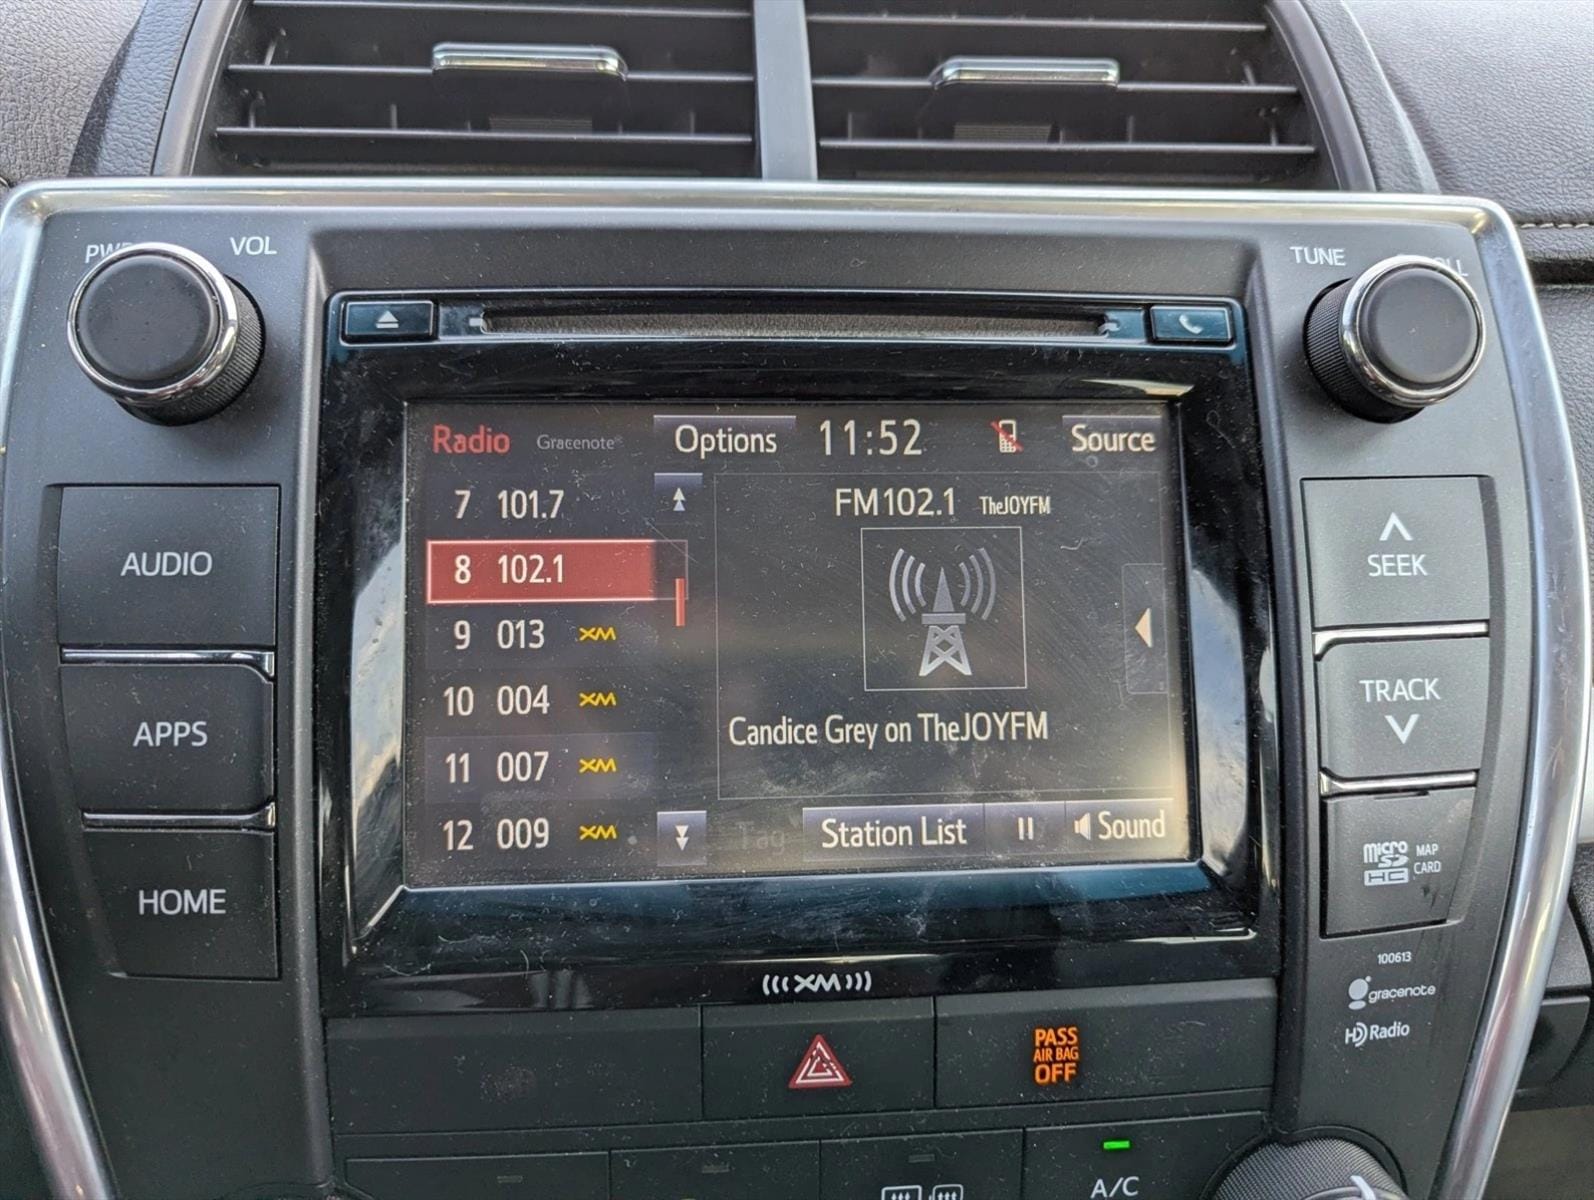 VOL
TUNE
Radio Gracenote® Options 11:52 Source
7 101.7
8 102.1
9 013 XM
10 004 XM
11 007 XM
12 009 XM
FM102.1 TheJOYFM
Candice Grey on TheJOYFM
Tag Station List Sound
AUDIO
APPS
HOME
SEEK
TRACK
micro SD HC MAP CARD
100613
gracenote
HD Radio
XM
PASS
AIR BAG
OFF
A/C